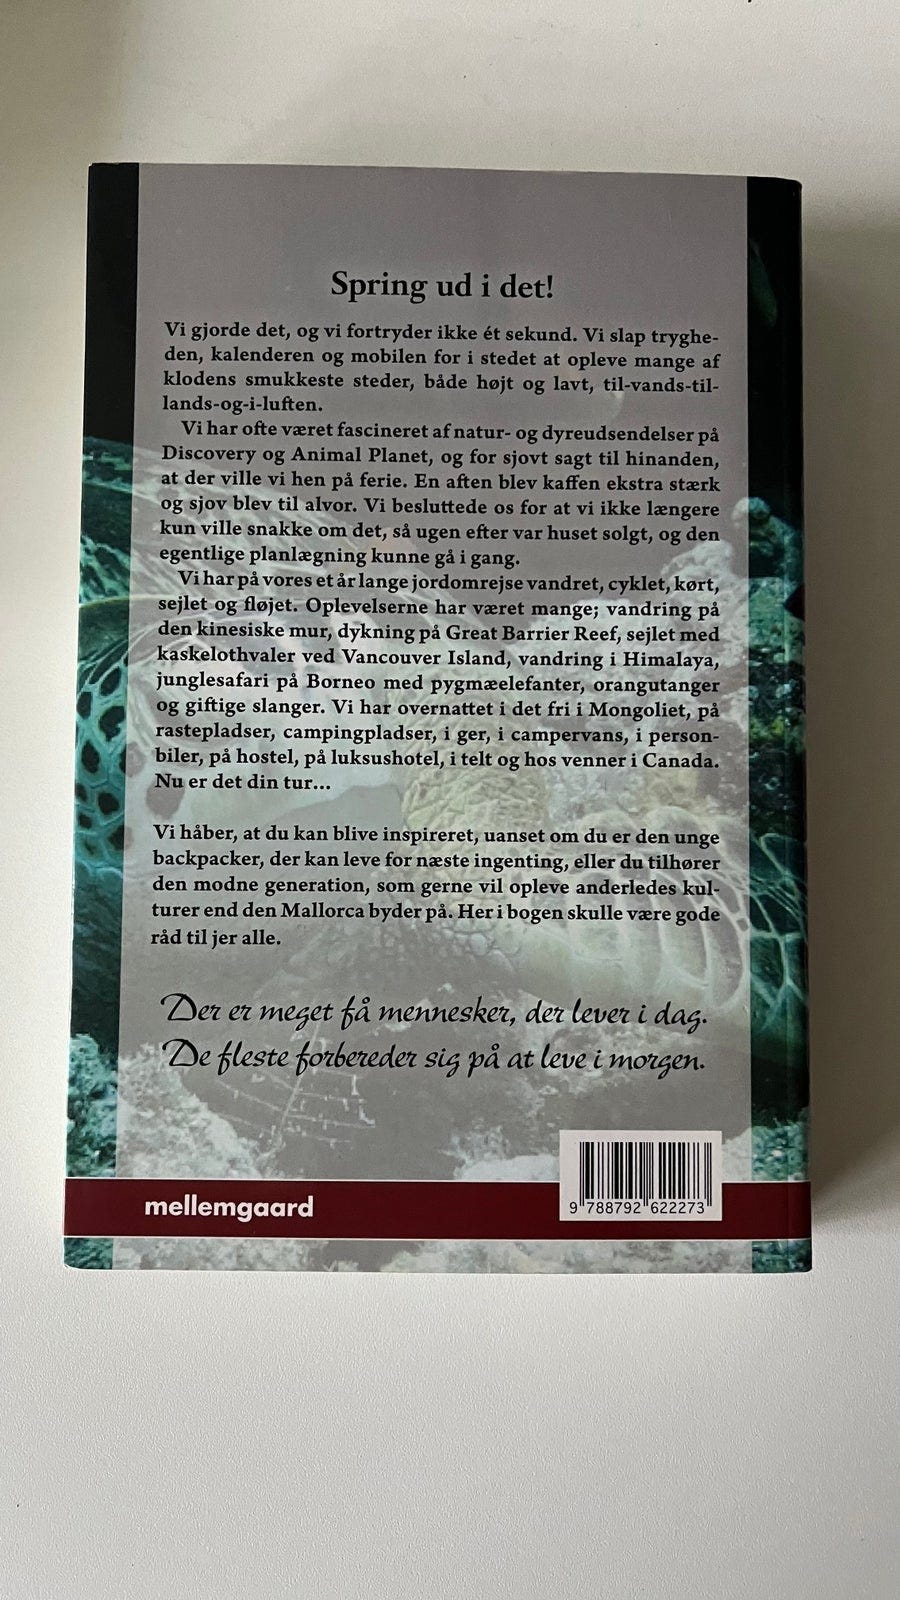 Spring ud i det!
Vi gjorde det, og vi fortryder ikke ét sekund. Vi slap tryghe-
den, kalenderen og mobilen for i stedet at opleve mange af
klodens smukkeste steder, både højt og lavt, til-vands-til-
lands-og-i-luften.
Vi har ofte været fascineret af natur- og dyreudsendelser på
Discovery og Animal Planet, og for sjovt sagt til hinanden,
at der ville vi hen på ferie. En aften blev kaffen ekstra stærk
og sjov blev til alvor. Vi besluttede os for at vi ikke længere
kun ville snakke om det, så ugen efter var huset solgt, og den
egentlige planlægning kunne gå i gang.
Vi har på vores et år lange jordomrejse vandret, cyklet, kørt,
sejlet og fløjet. Oplevelserne har været mange; vandring på
den kinesiske mur, dykning på Great Barrier Reef, sejlet med
kaskelothvaler ved Vancouver Island, vandring i Himalaya,
junglesafari på Borneo med pygmæelefanter, orangutanger
og giftige slanger. Vi har overnattet i det fri i Mongoliet, på
rastepladser, campingpladser, i ger, i campervans, i person-
biler, på hostel, på luksushotel, i telt og hos venner i Canada.
Nu er det din tur...
Vi håber, at du kan blive inspireret, uanset om du er den unge
backpacker, der kan leve for næste ingenting, eller du tilhører
den modne generation, som gerne vil opleve anderledes kul-
turer end den Mallorca byder på. Her i bogen skulle være gode
råd til jer alle.
Der er meget få mennesker, der lever i dag.
De fleste forbereder sig på at leve i morgen.
mellemgaard
9 788792 622273